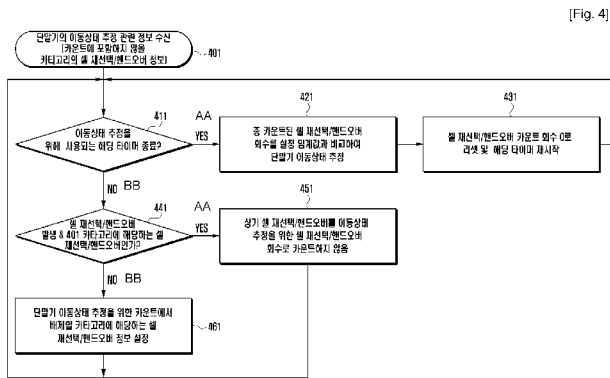 [Fig. 4]
단말기의 이동상태 추정 관련 정보 수신
(카운트에 포함하지 않을
카테고리의 셀 재선택/핸드오버 정보)
401
이동상태 추정을
위해 사용되는 해당 타이머 종료?
411
AA
YES
421
총 카운트된 셀 재선택/핸드오버
회수를 설정 임계값과 비교하여
단말기 이동상태 추정
431
셀 재선택/핸드오버 카운트 회수 0로
리셋 및 해당 타이머 재시작
NO BB
441
셀 재선택/핸드오버
발생 & 401 카타고리에 해당하는 셀
재선택/핸드오버인가?
AA
YES
451
상기 셀 재선택/핸드오버를 이동상태
추정을 위한 셀 재선택/핸드오버
회수로 카운트하지 않음
NO BB
단말기 이동상태 추정을 위한 카운트에서
배제할 카타고리에 해당하는 셀
재선택/핸드오버 정보 설정
461